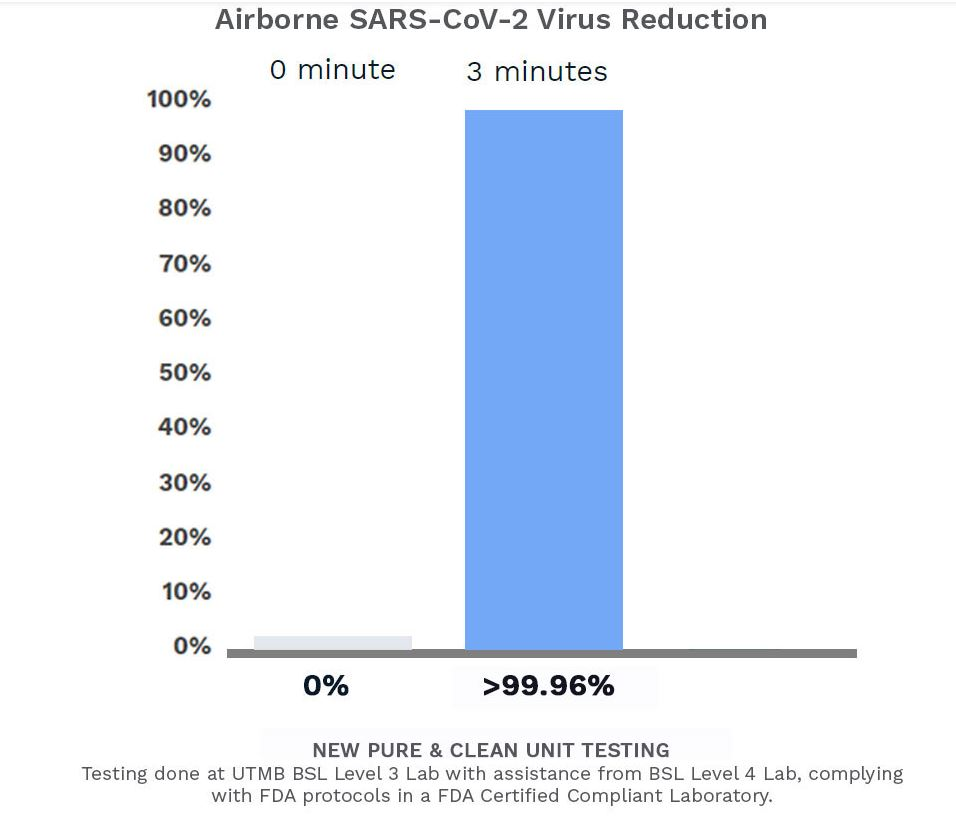 Airborne SARS-CoV-2 Virus Reduction
0 minute 3 minutes
100%
90%
80%
70%
60%
50%
40%
30%
20%
10%
0%
0% >99.96%
NEW PURE & CLEAN UNIT TESTING
Testing done at UTMB BSL Level 3 Lab with assistance from BSL Level 4 Lab, complying
with FDA protocols in a FDA Certified Compliant Laboratory.